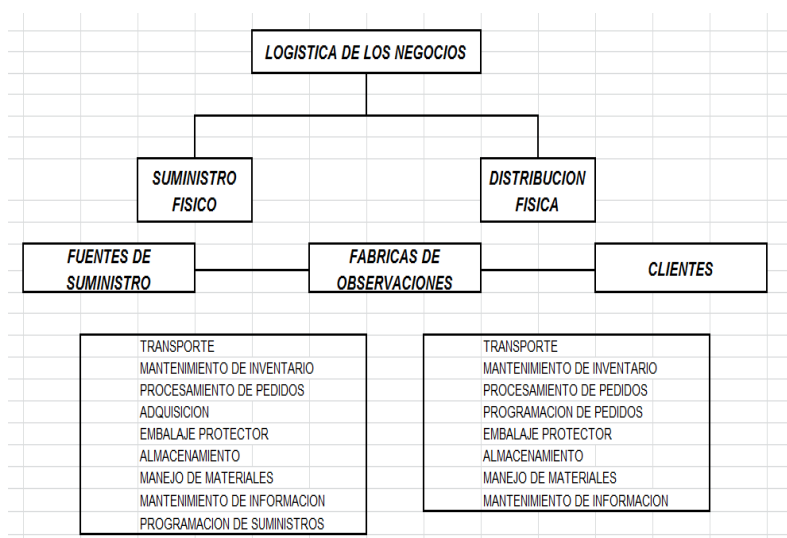 LOGISTICA DE LOS NEGOCIOS
SUMINISTRO
FISICO
DISTRIBUCION
FISICA
FUENTES DE
SUMINISTRO
FABRICAS DE
OBSERVACIONES
CLIENTES
TRANSPORTE
MANTENIMIENTO DE INVENTARIO
PROCESAMIENTO DE PEDIDOS
ADQUISICION
EMBALAJE PROTECTOR
ALMACENAMIENTO
MANEJO DE MATERIALES
MANTENIMIENTO DE INFORMACION
PROGRAMACION DE SUMINISTROS
TRANSPORTE
MANTENIMIENTO DE INVENTARIO
PROCESAMIENTO DE PEDIDOS
PROGRAMACION DE PEDIDOS
EMBALAJE PROTECTOR
ALMACENAMIENTO
MANEJO DE MATERIALES
MANTENIMIENTO DE INFORMACION